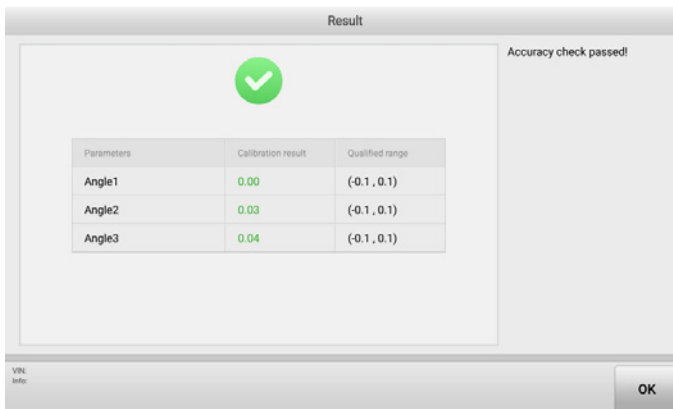 Result
Accuracy check passed!
Parameters Calibration result Qualified range
Angle1 0.00 (-0.1 , 0.1)
Angle2 0.03 (-0.1 , 0.1)
Angle3 0.04 (-0.1 , 0.1)
VIN:
Info:
OK